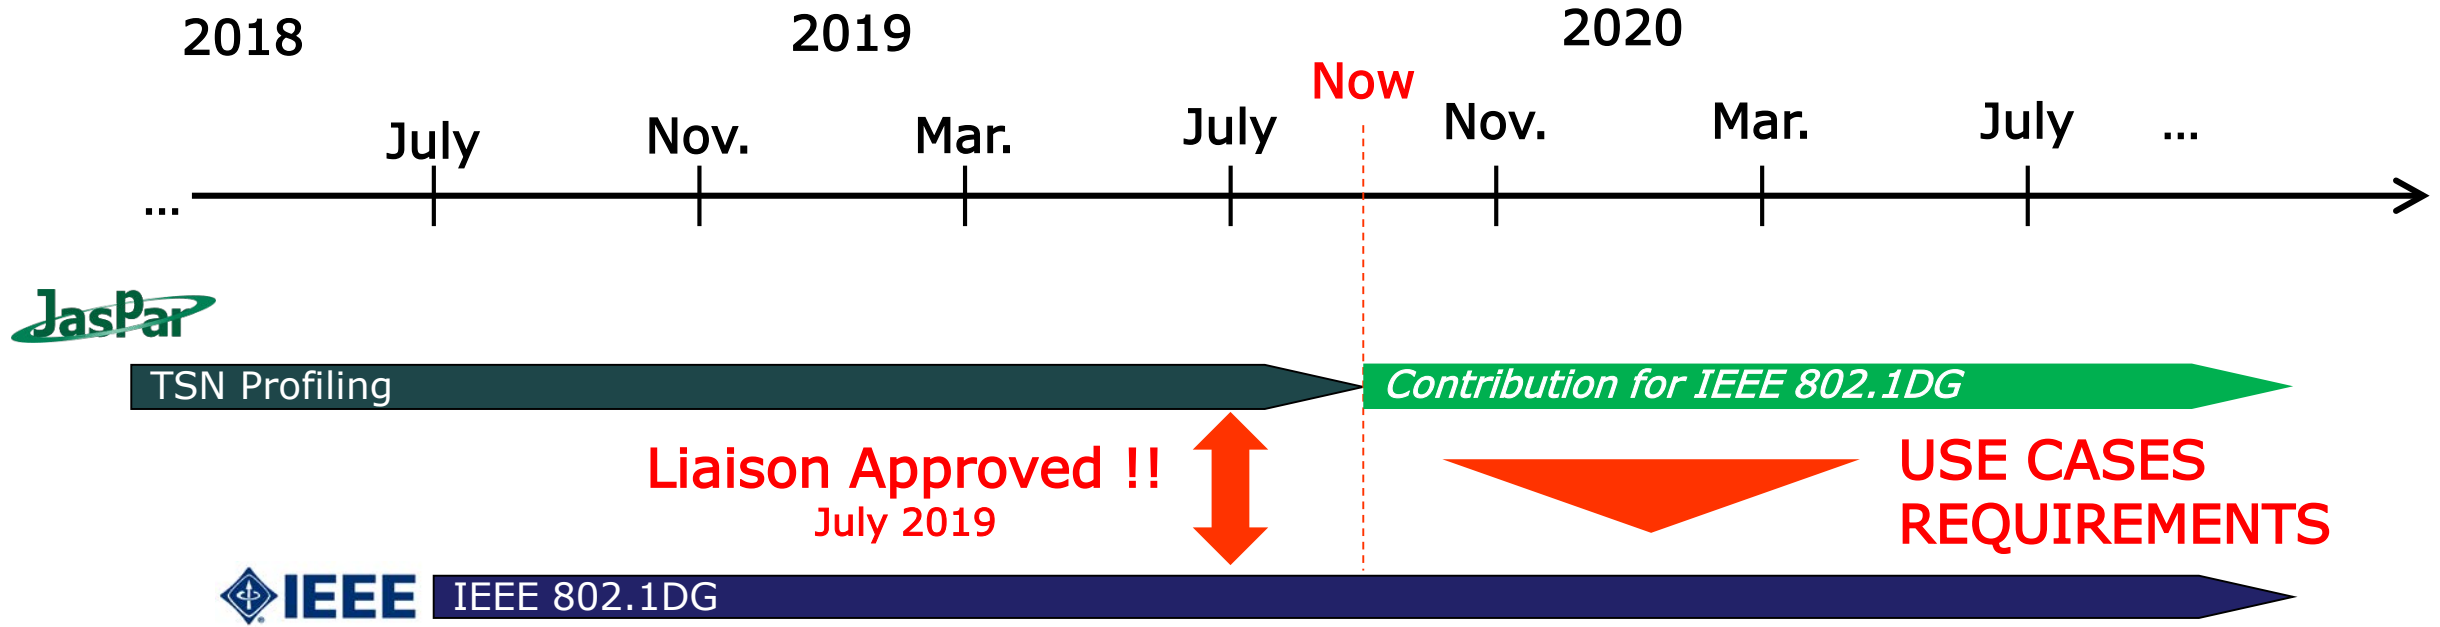 2018 2019 2020
Now
July Nov. Mar. July Nov. Mar. July ...
...
JasPar
TSN Profiling
Contribution for IEEE 802.1DG
Liaison Approved !!
July 2019
USE CASES
REQUIREMENTS
IEEE
IEEE 802.1DG